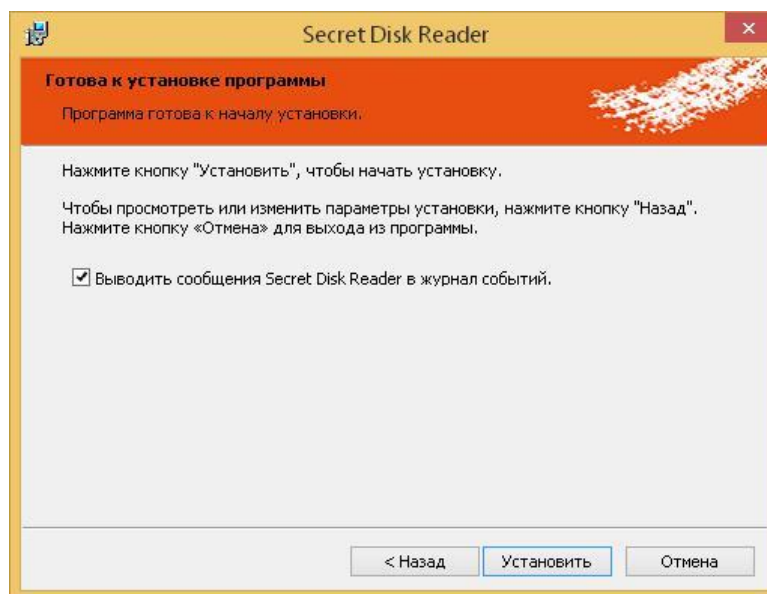 Secret Disk Reader
Готова к установке программы
Программа готова к началу установки.
Нажмите кнопку "Установить", чтобы начать установку.
Чтобы просмотреть или изменить параметры установки, нажмите кнопку "Назад".
Нажмите кнопку «Отмена» для выхода из программы.
Выводить сообщения Secret Disk Reader в журнал событий.
< Назад Установить Отмена